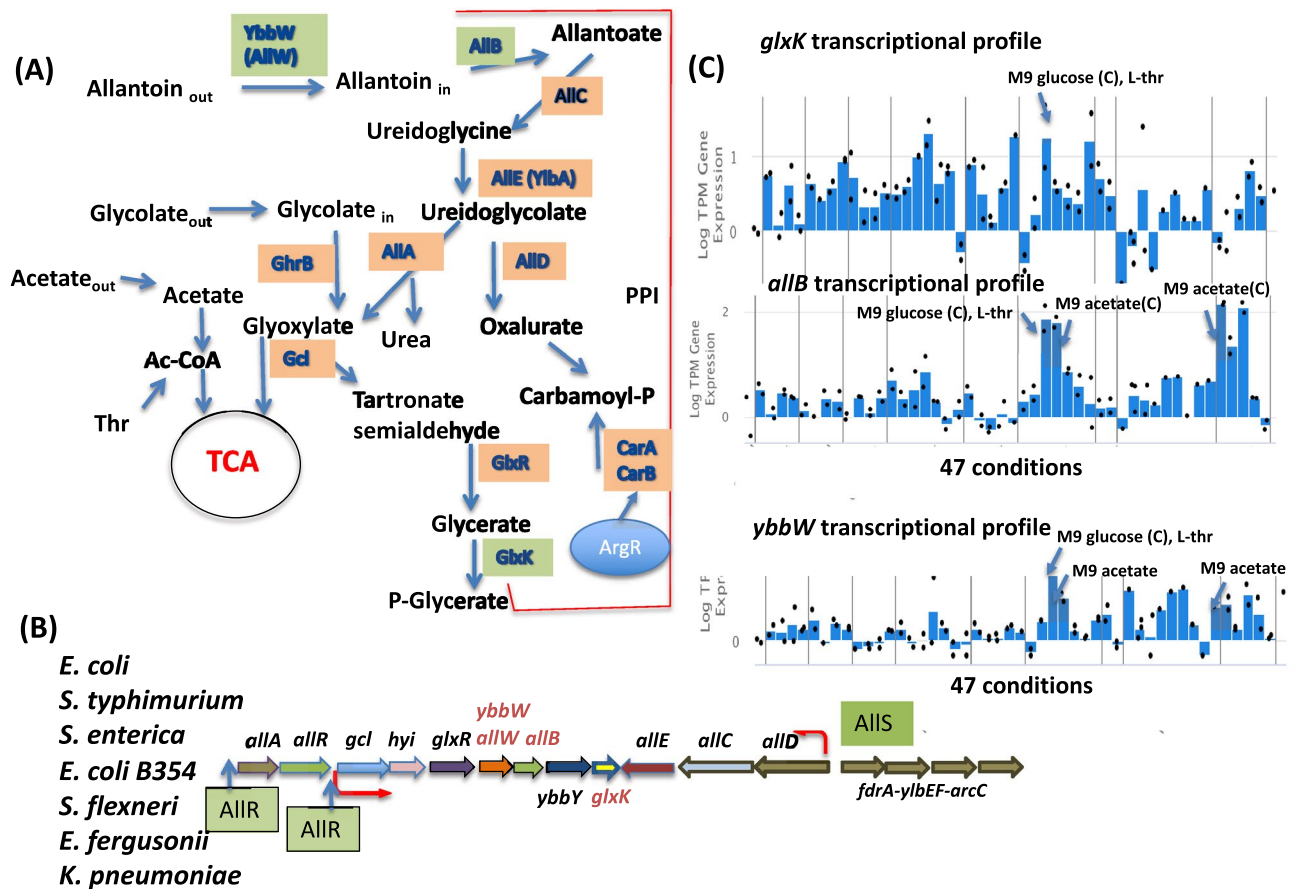 (A)
YbbW
(AllW)
Allantoin out
Allantoin in
AllB
Allantoate
AllC
Ureidoglycine
AllE (YlbA)
Glycolate out
Glycolate in
Ureidoglycolate
GhrB
AllA
AllD
PPI
Acetate out
Acetate
Glyoxylate
Urea
Oxalurate
Gcl
Ac-CoA
Thr
Tartronate
semialdehyde
Carbamoyl-P
TCA
GlxR
CarA
CarB
Glycerate
GlxK
ArgR
P-Glycerate
(B)
E. coli
S. typhimurium
S. enterica
E. coli B354
S. flexneri
E. fergusonii
K. pneumoniae
ybbW
allA allR gcl hyi glxR allW allB allE allC allD
AllS
ybbY glxK
fdrA-ylbEF-arcC
AllR
AllR
(C)
glxK transcriptional profile
M9 glucose (C), L-thr
Log TPM Gene
Expression
1
0
allB transcriptional profile
M9 glucose (C), L-thr
M9 acetate(C)
M9 acetate(C)
Log TPM Gene
Expression
2
0
47 conditions
ybbW transcriptional profile
M9 glucose (C), L-thr
M9 acetate
M9 acetate
0
47 conditions